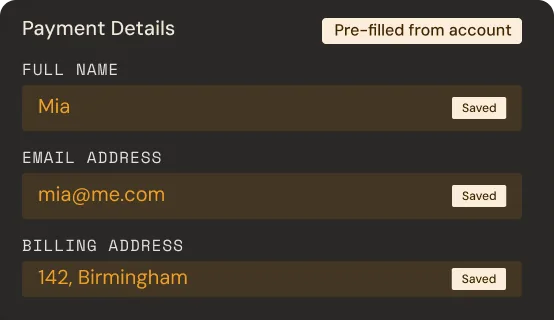 Payment Details Pre-filled from account
FULL NAME
Mia Saved
EMAIL ADDRESS
mia@me.com Saved
BILLING ADDRESS
142, Birmingham Saved